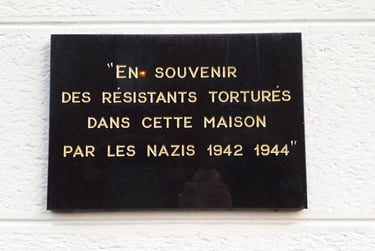 "EN SOUVENIR
DES RÉSISTANTS TORTURÉS
DANS CETTE MAISON
PAR LES NAZIS 1942 1944"